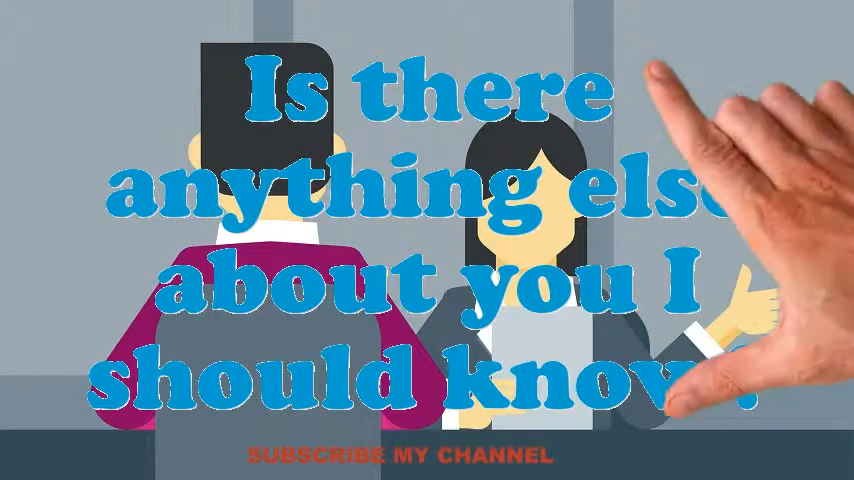 Is there
anything else
about you I
should know?
SUBSCRIBE MY CHANNEL